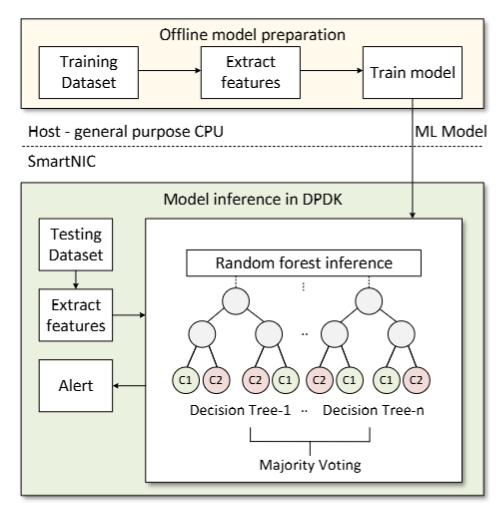 Offline model preparation
Training
Dataset
Extract
features
Train model
Host - general purpose CPU
ML Model
SmartNIC
Model inference in DPDK
Testing
Dataset
Extract
features
Alert
Random forest inference
..
C1 C2 C2 C1 C2 C1 C1 C2
Decision Tree-1 .. Decision Tree-n
Majority Voting